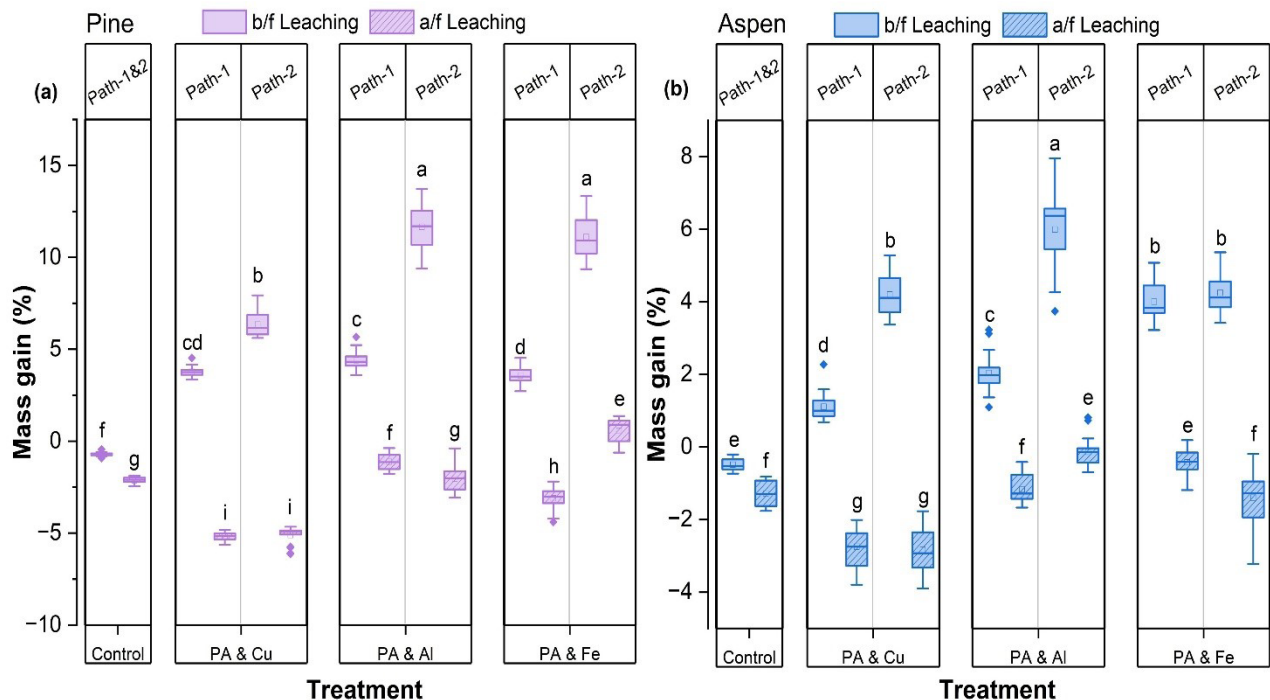 Pine b/f Leaching a/f Leaching
(a) Path-1&2 Path-1 Path-2 Path-1 Path-2 Path-1 Path-2
Mass gain (%)
15
10
5
0
−5
−10
f g
cd i b i
c f a g
d h a e
Control PA & Cu PA & Al PA & Fe
Treatment
Aspen b/f Leaching a/f Leaching
(b) Path-1&2 Path-1 Path-2 Path-1 Path-2 Path-1 Path-2
Mass gain (%)
8
6
4
2
0
−2
−4
e f
d g b g
c f a e
b e b f
Control PA & Cu PA & Al PA & Fe
Treatment